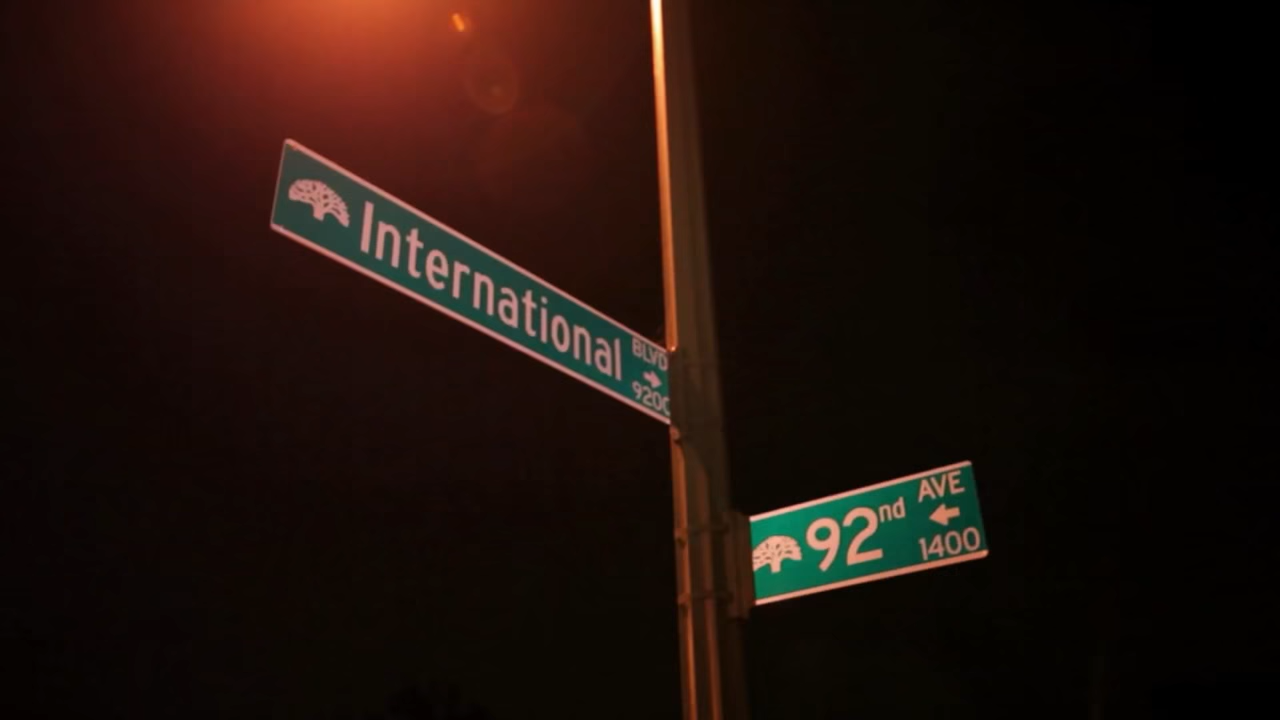 International
BLVD
→
9200
92nd
AVE
←
1400